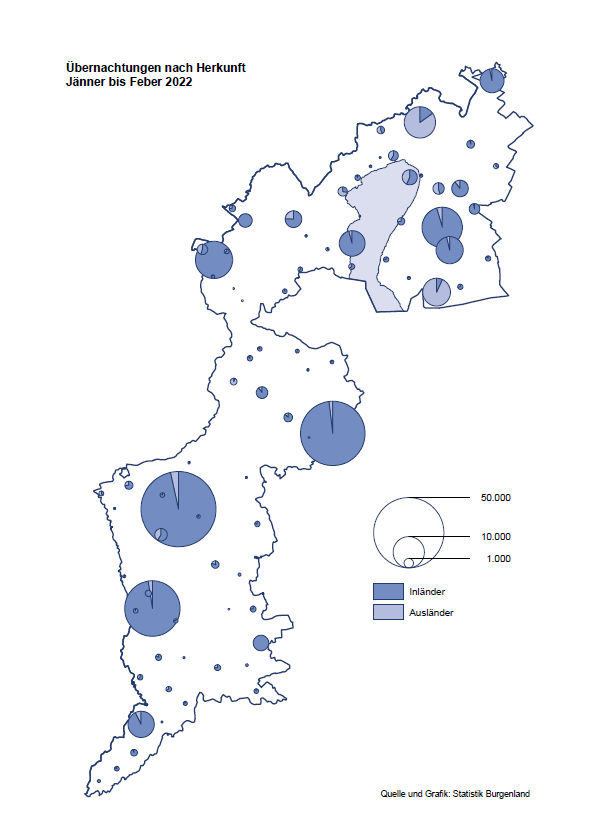 Übernachtungen nach Herkunft
Jänner bis Feber 2022
50.000
10.000
1.000
Inländer
Ausländer
Quelle und Grafik: Statistik Burgenland